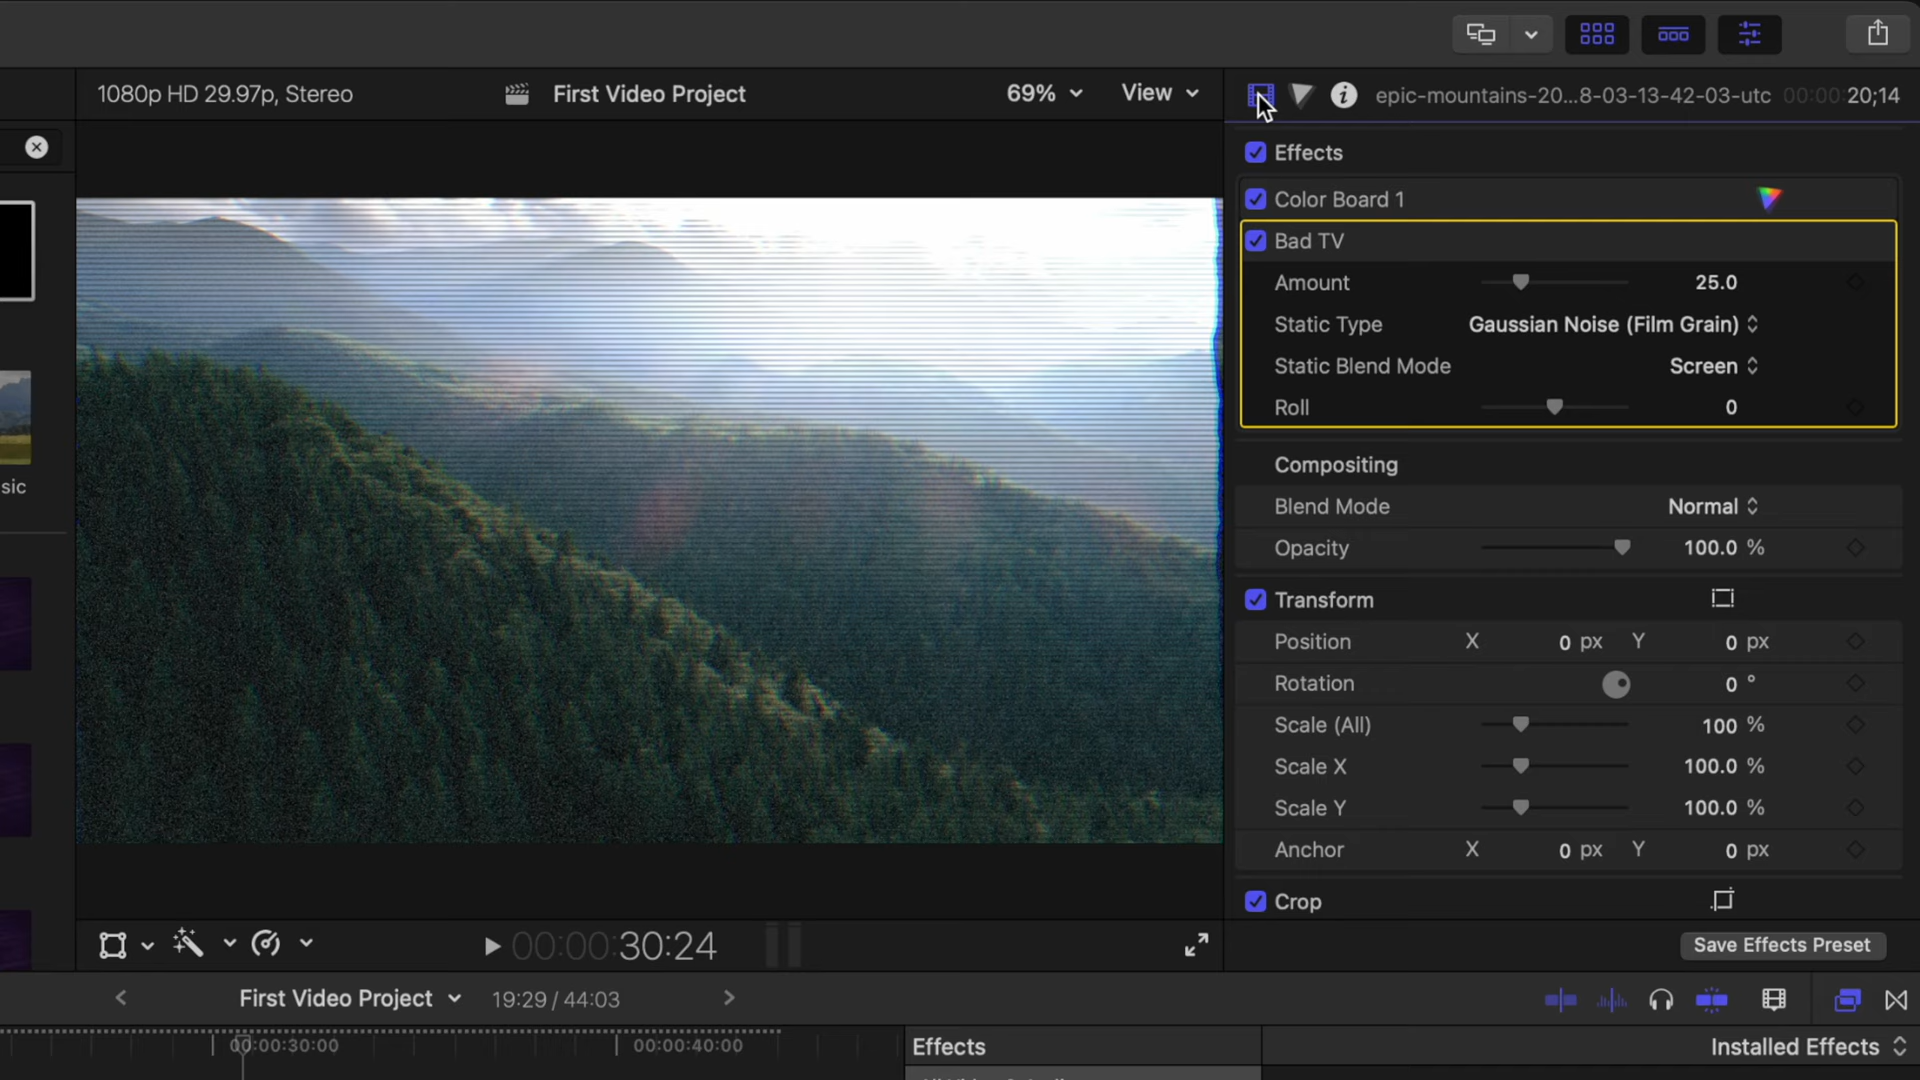 1080p HD 29.97p, Stereo
First Video Project
69%
View
epic-mountains-20...8-03-13-42-03-utc
00:00:20;14
Effects
Color Board 1
Bad TV
Amount 25.0
Static Type Gaussian Noise (Film Grain)
Static Blend Mode Screen
Roll 0
sic
Compositing
Blend Mode Normal
Opacity 100.0 %
Transform
Position X 0 px Y 0 px
Rotation 0 °
Scale (All) 100 %
Scale X 100.0 %
Scale Y 100.0 %
Anchor X 0 px Y 0 px
Crop
00:00:30:24
Save Effects Preset
First Video Project
19:29 / 44:03
00:00:30:00
00:00:40:00
Effects
Installed Effects